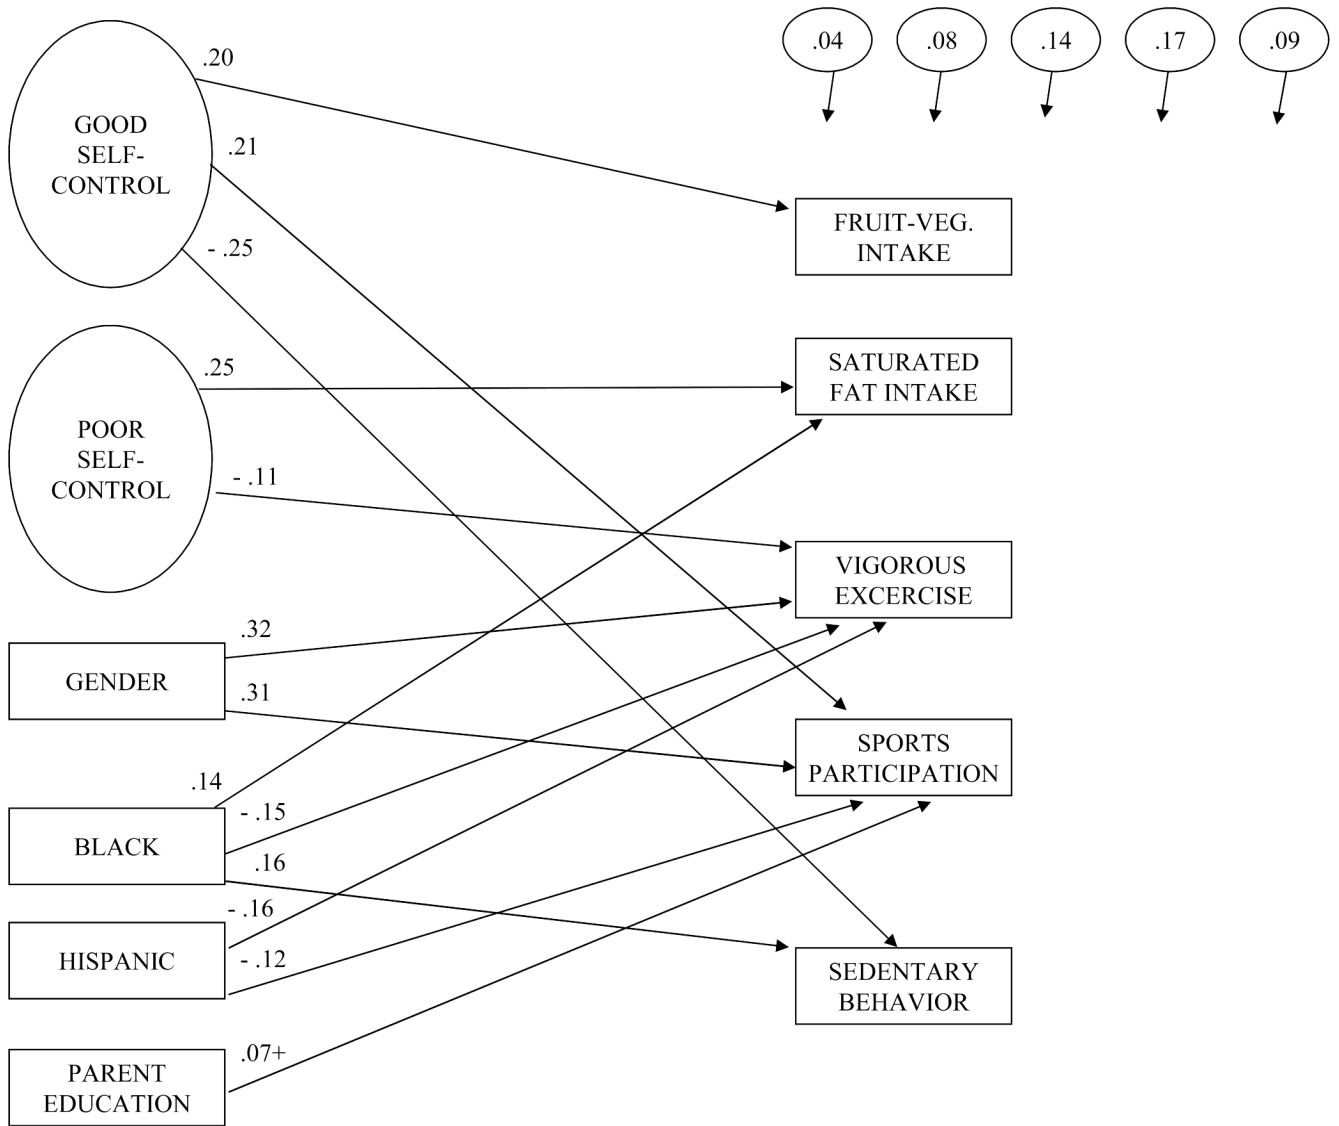 .04
.08
.14
.17
.09
.20
GOOD
SELF-
CONTROL
.21
- .25
FRUIT-VEG.
INTAKE
.25
SATURATED
FAT INTAKE
POOR
SELF-
CONTROL
- .11
VIGOROUS
EXCERCISE
.32
GENDER
.31
SPORTS
PARTICIPATION
.14
- .15
BLACK
.16
- .16
HISPANIC
- .12
SEDENTARY
BEHAVIOR
.07+
PARENT
EDUCATION